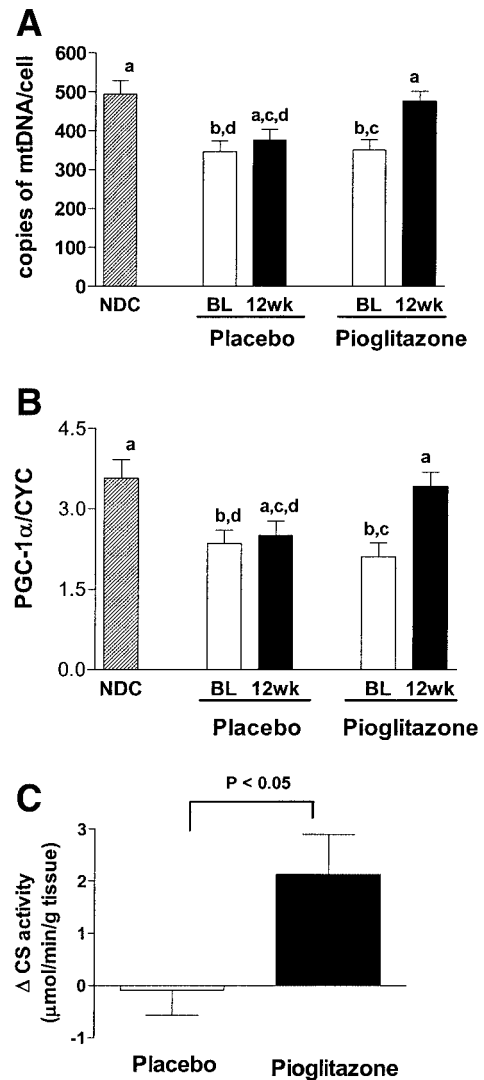 A
copies of mtDNA/cell
600
500
400
300
200
100
0
a
b,d
a,c,d
b,c
a
NDC
BL 12wk
BL 12wk
Placebo
Pioglitazone
B
PGC-1α/CYC
4.5
3.0
1.5
0.0
a
b,d
a,c,d
b,c
a
NDC
BL 12wk
BL 12wk
Placebo
Pioglitazone
C
P < 0.05
Δ CS activity
(μmol/min/g tissue)
3
2
1
0
-1
Placebo
Pioglitazone